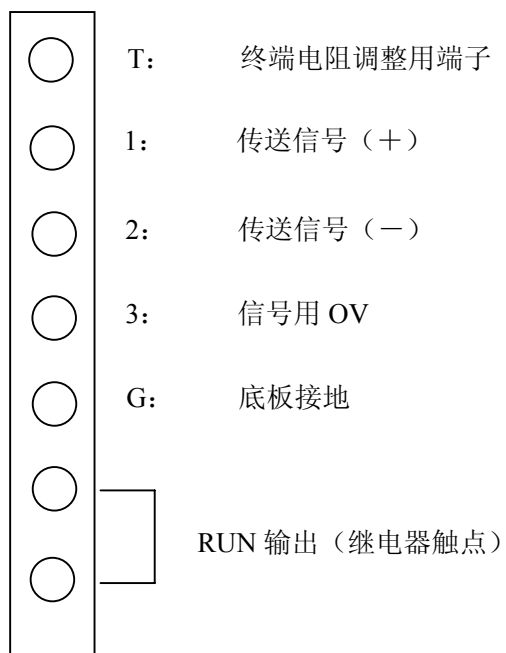 T： 终端电阻调整用端子
1： 传送信号（＋）
2： 传送信号（－）
3： 信号用 OV
G： 底板接地
RUN 输出（继电器触点）